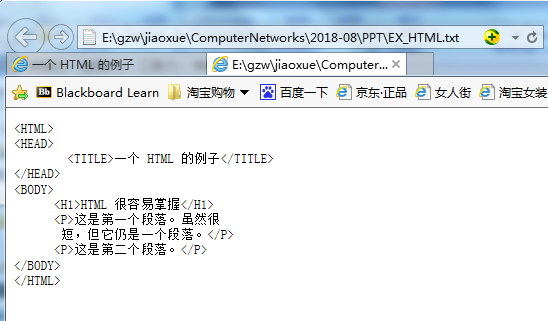 E:\gzw\jiaoxue\ComputerNetworks\2018-08\PPT\EX_HTML.txt
一个 HTML 的例子
E:\gzw\jiaoxue\Computer...
Bb Blackboard Learn 淘宝购物 百度一下 京东·正品 女人街 淘宝女装
<HTML>
<HEAD>
<TITLE>一个 HTML 的例子</TITLE>
</HEAD>
<BODY>
<H1>HTML 很容易掌握</H1>
<P>这是第一个段落。虽然很
短，但它仍是一个段落。</P>
<P>这是第二个段落。</P>
</BODY>
</HTML>